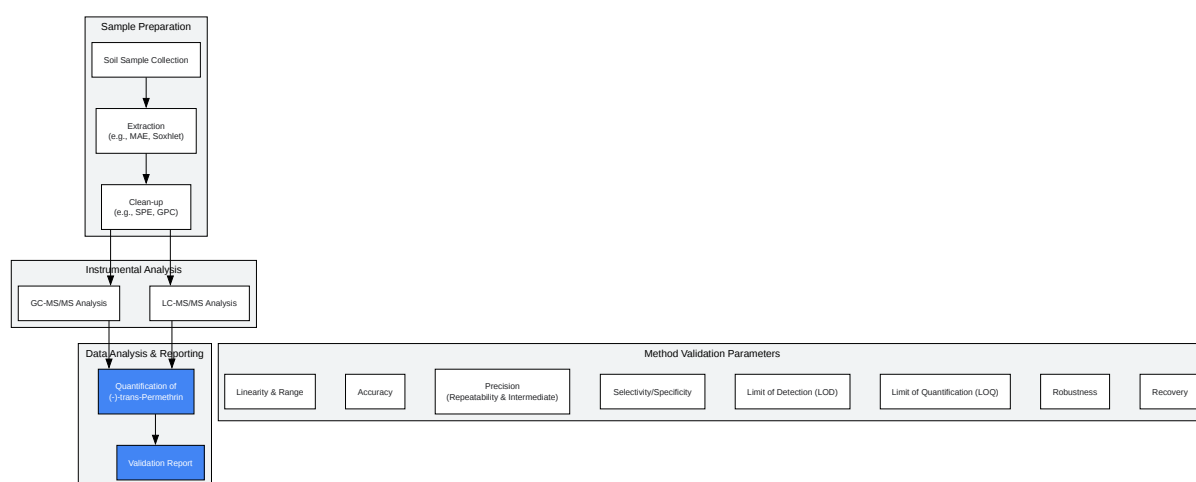 Sample Preparation
Soil Sample Collection
Extraction
(e.g., MAE, Soxhlet)
Clean-up
(e.g., SPE, GPC)
Instrumental Analysis
GC-MS/MS Analysis
LC-MS/MS Analysis
Data Analysis & Reporting
Quantification of
(-)-trans-Permethrin
Validation Report
Method Validation Parameters
Linearity & Range
Accuracy
Precision
(Repeatability & Intermediate)
Selectivity/Specificity
Limit of Detection (LOD)
Limit of Quantification (LOQ)
Robustness
Recovery